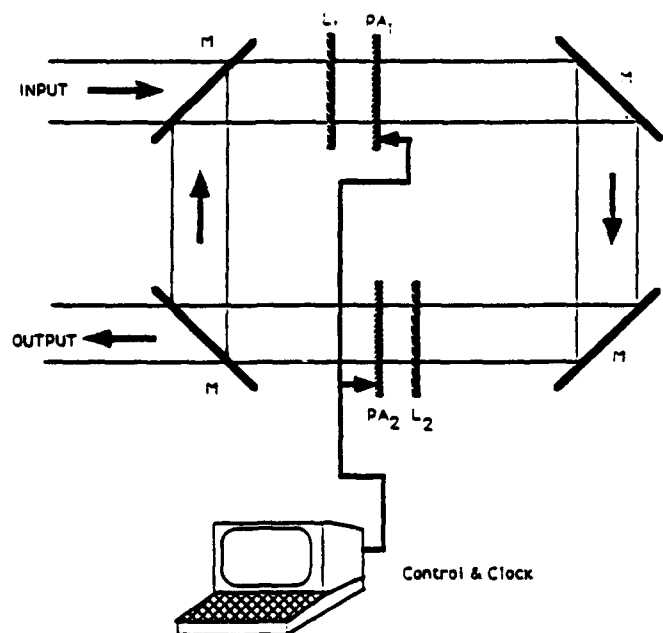 M
L₁ PA₁
M
INPUT
OUTPUT
M
M
PA₂ L₂
Control & Clock